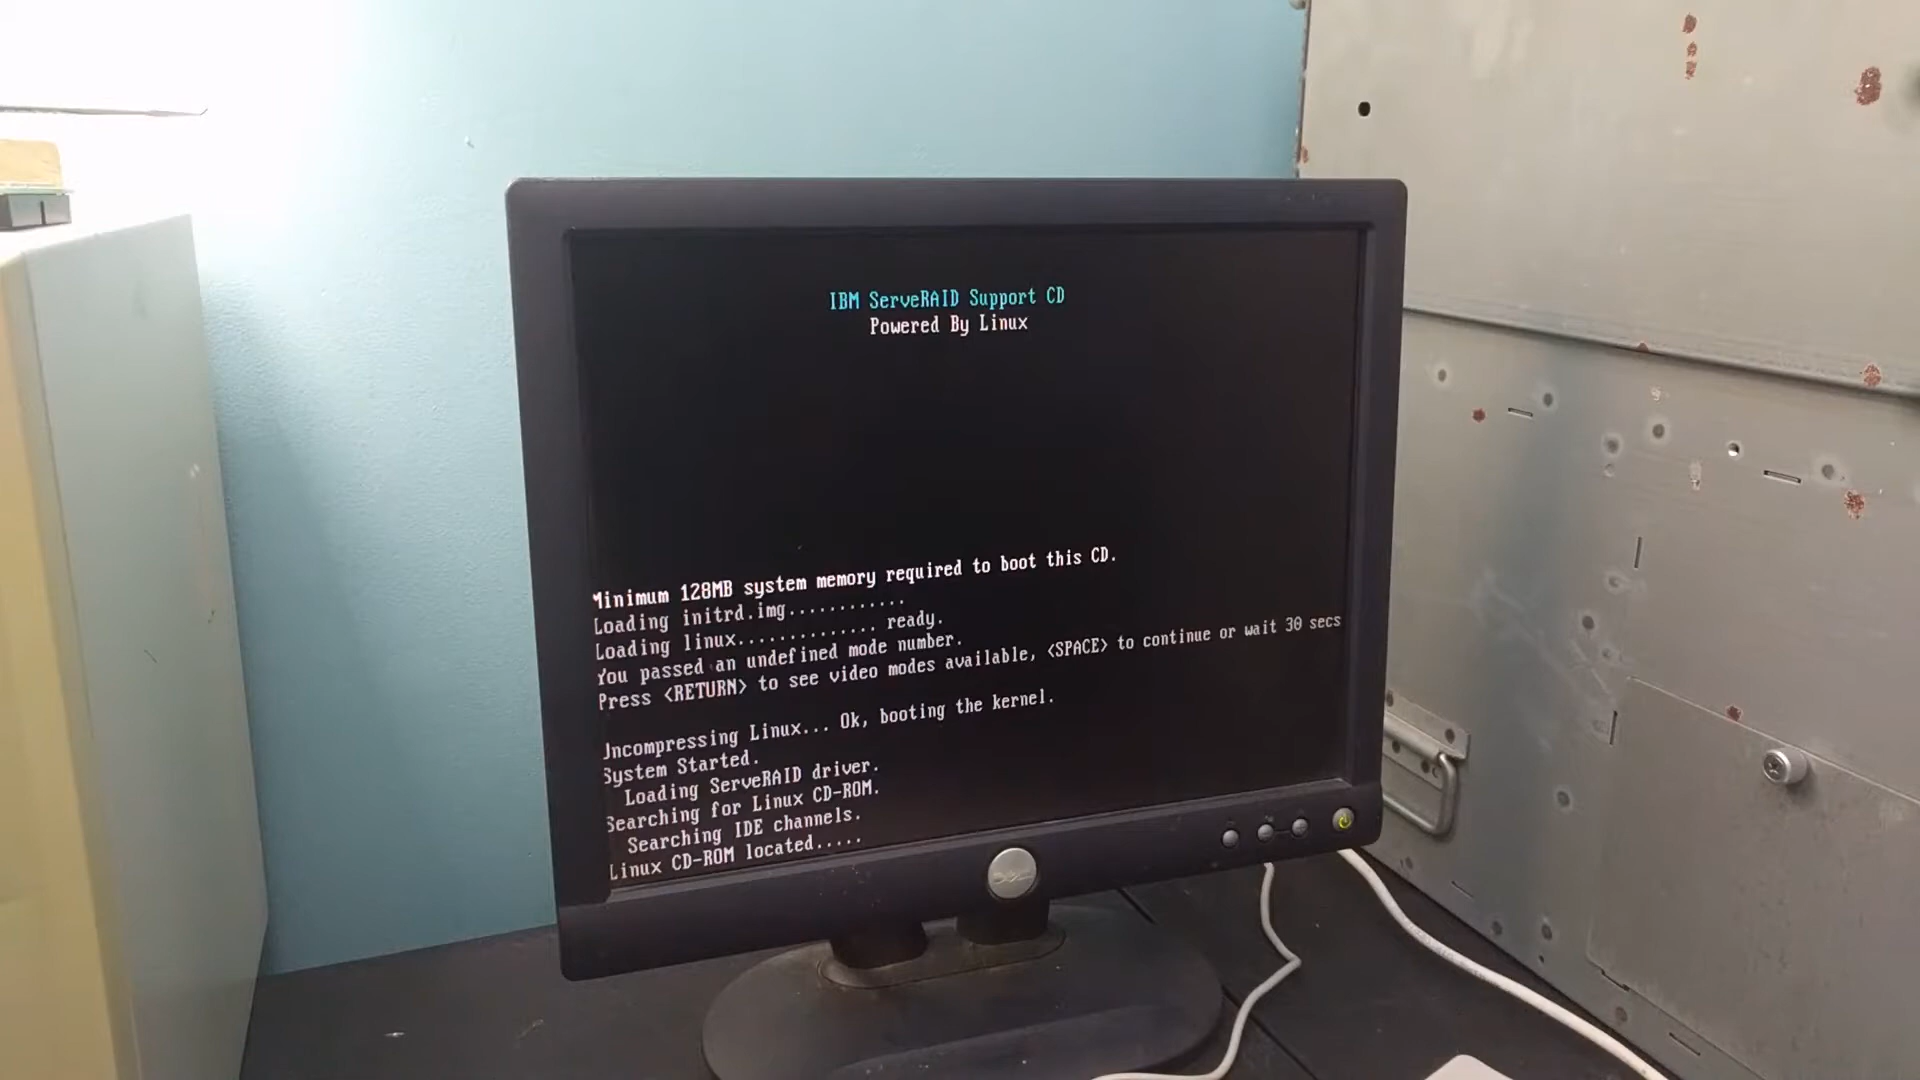 IBM ServeRAID Support CD
Powered By Linux
Minimum 128MB system memory required to boot this CD.
Loading initrd.img............
Loading linux.............. ready.
You passed an undefined mode number.
Press <RETURN> to see video modes available, <SPACE> to continue or wait 30 secs
Uncompressing Linux... Ok, booting the kernel.
System Started.
Loading ServeRAID driver.
Searching for Linux CD-ROM.
Searching IDE channels.
Linux CD-ROM located.....
DELL